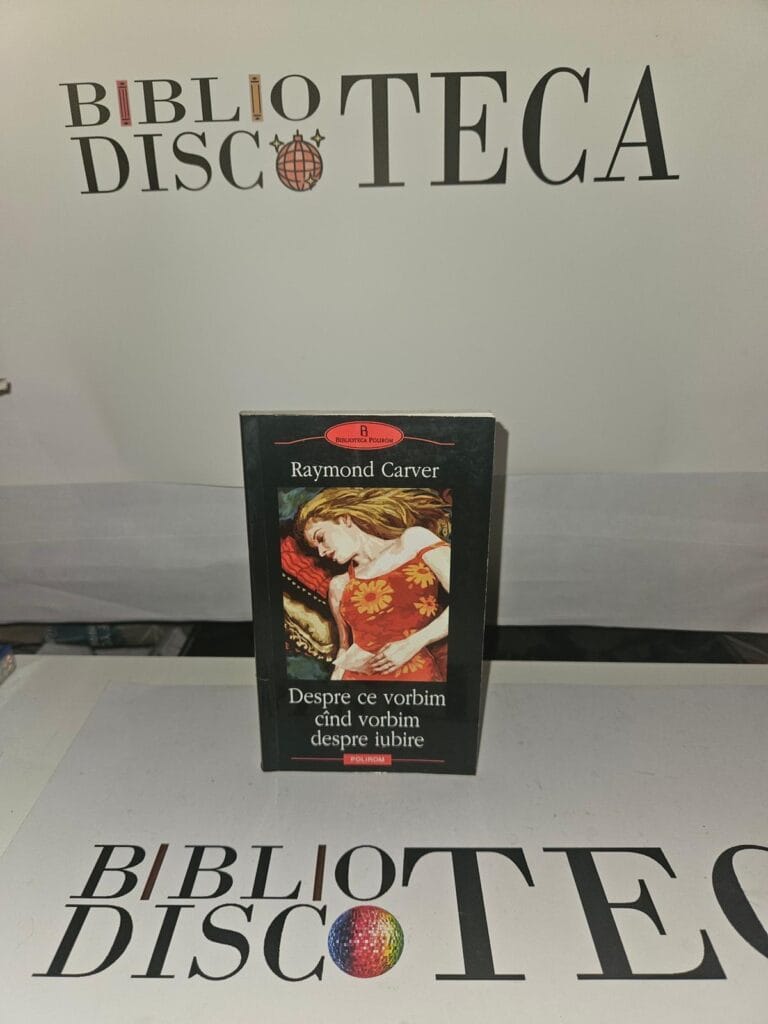 BIBLIO
DISCOTECA
BIBLIOTECA POLIROM
Raymond Carver
Despre ce vorbim
cînd vorbim
despre iubire
POLIROM
BIBLIO
DISCOTEC